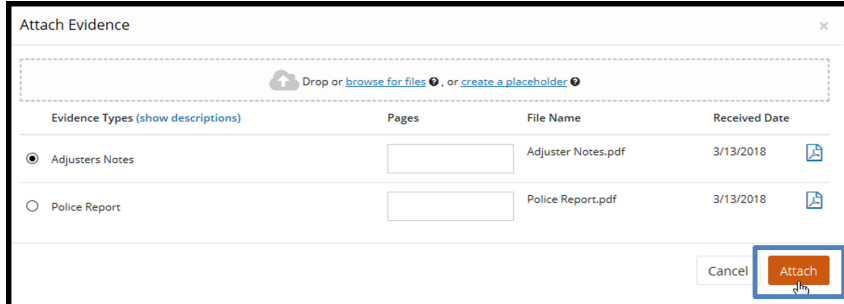 Attach Evidence ×
Drop or browse for files ?, or create a placeholder ?
Evidence Types (show descriptions) Pages File Name Received Date
Adjusters Notes Adjuster Notes.pdf 3/13/2018
Police Report Police Report.pdf 3/13/2018
Cancel Attach